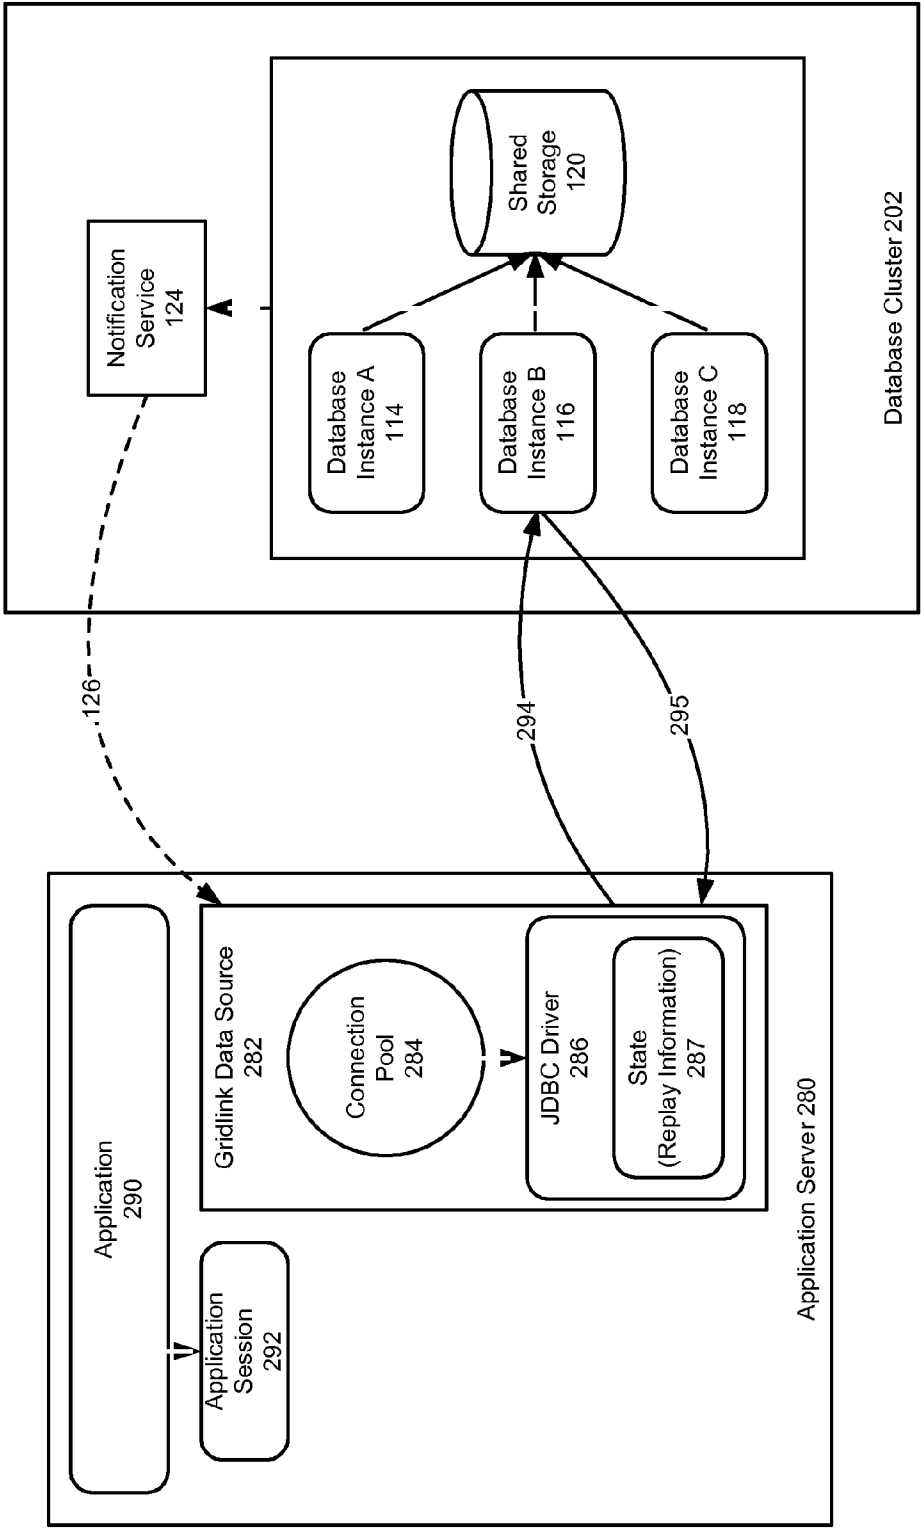 Application
290
Application
Session
292
Gridlink Data Source
282
Connection
Pool
284
JDBC Driver
286
State
(Replay Information)
287
Application Server 280
126
294
295
Notification
Service
124
Database
Instance A
114
Database
Instance B
116
Database
Instance C
118
Shared
Storage
120
Database Cluster 202